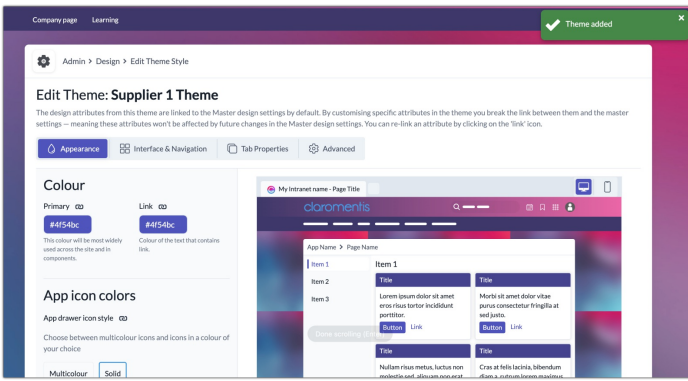 Company page Learning
Theme added
Admin > Design > Edit Theme Style
Edit Theme: Supplier 1 Theme
The design attributes from this theme are linked to the Master design settings by default. By customising specific attributes in the theme you break the link between them and the master
settings — meaning these attributes won't be affected by future changes in the Master design settings. You can re-link an attribute by clicking on the 'link' icon.
Appearance Interface & Navigation Tab Properties Advanced
Colour
Primary
Link
#4f54bc
#4f54bc
This colour will be most widely
used across the site and in
components.
Colour of the text that contains
link.
App icon colors
App drawer icon style
Choose between multicolour icons and icons in a colour of
your choice
Multicolour Solid
My Intranet name - Page Title
claromentis
App Name > Page Name
Item 1
Item 2
Item 3
Item 1
Title
Lorem ipsum dolor sit amet
eros risus tortor incididunt
porttitor.
Button Link
Title
Morbi sit amet dolor vitae
purus consectetur fringilla at
sed justo.
Button Link
Title
Nullam risus metus, luctus non
molestie sed, aliquam non erat.
Title
Cras at felis lacinia, bibendum
diam a, rutrum lorem maximus